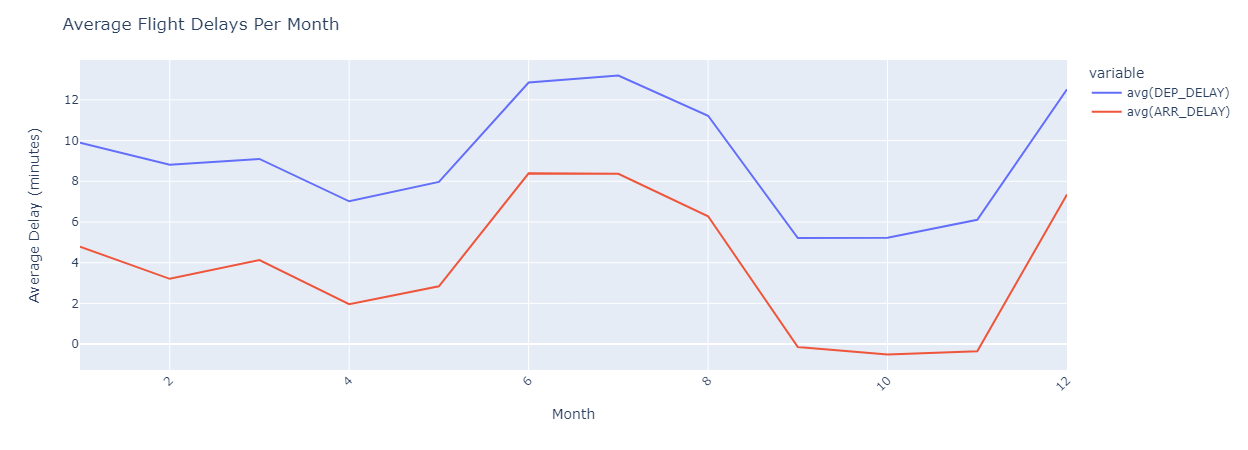 Average Flight Delays Per Month
variable
avg(DEP_DELAY)
avg(ARR_DELAY)
Average Delay (minutes)
12
10
8
6
4
2
0
2
4
6
8
10
12
Month